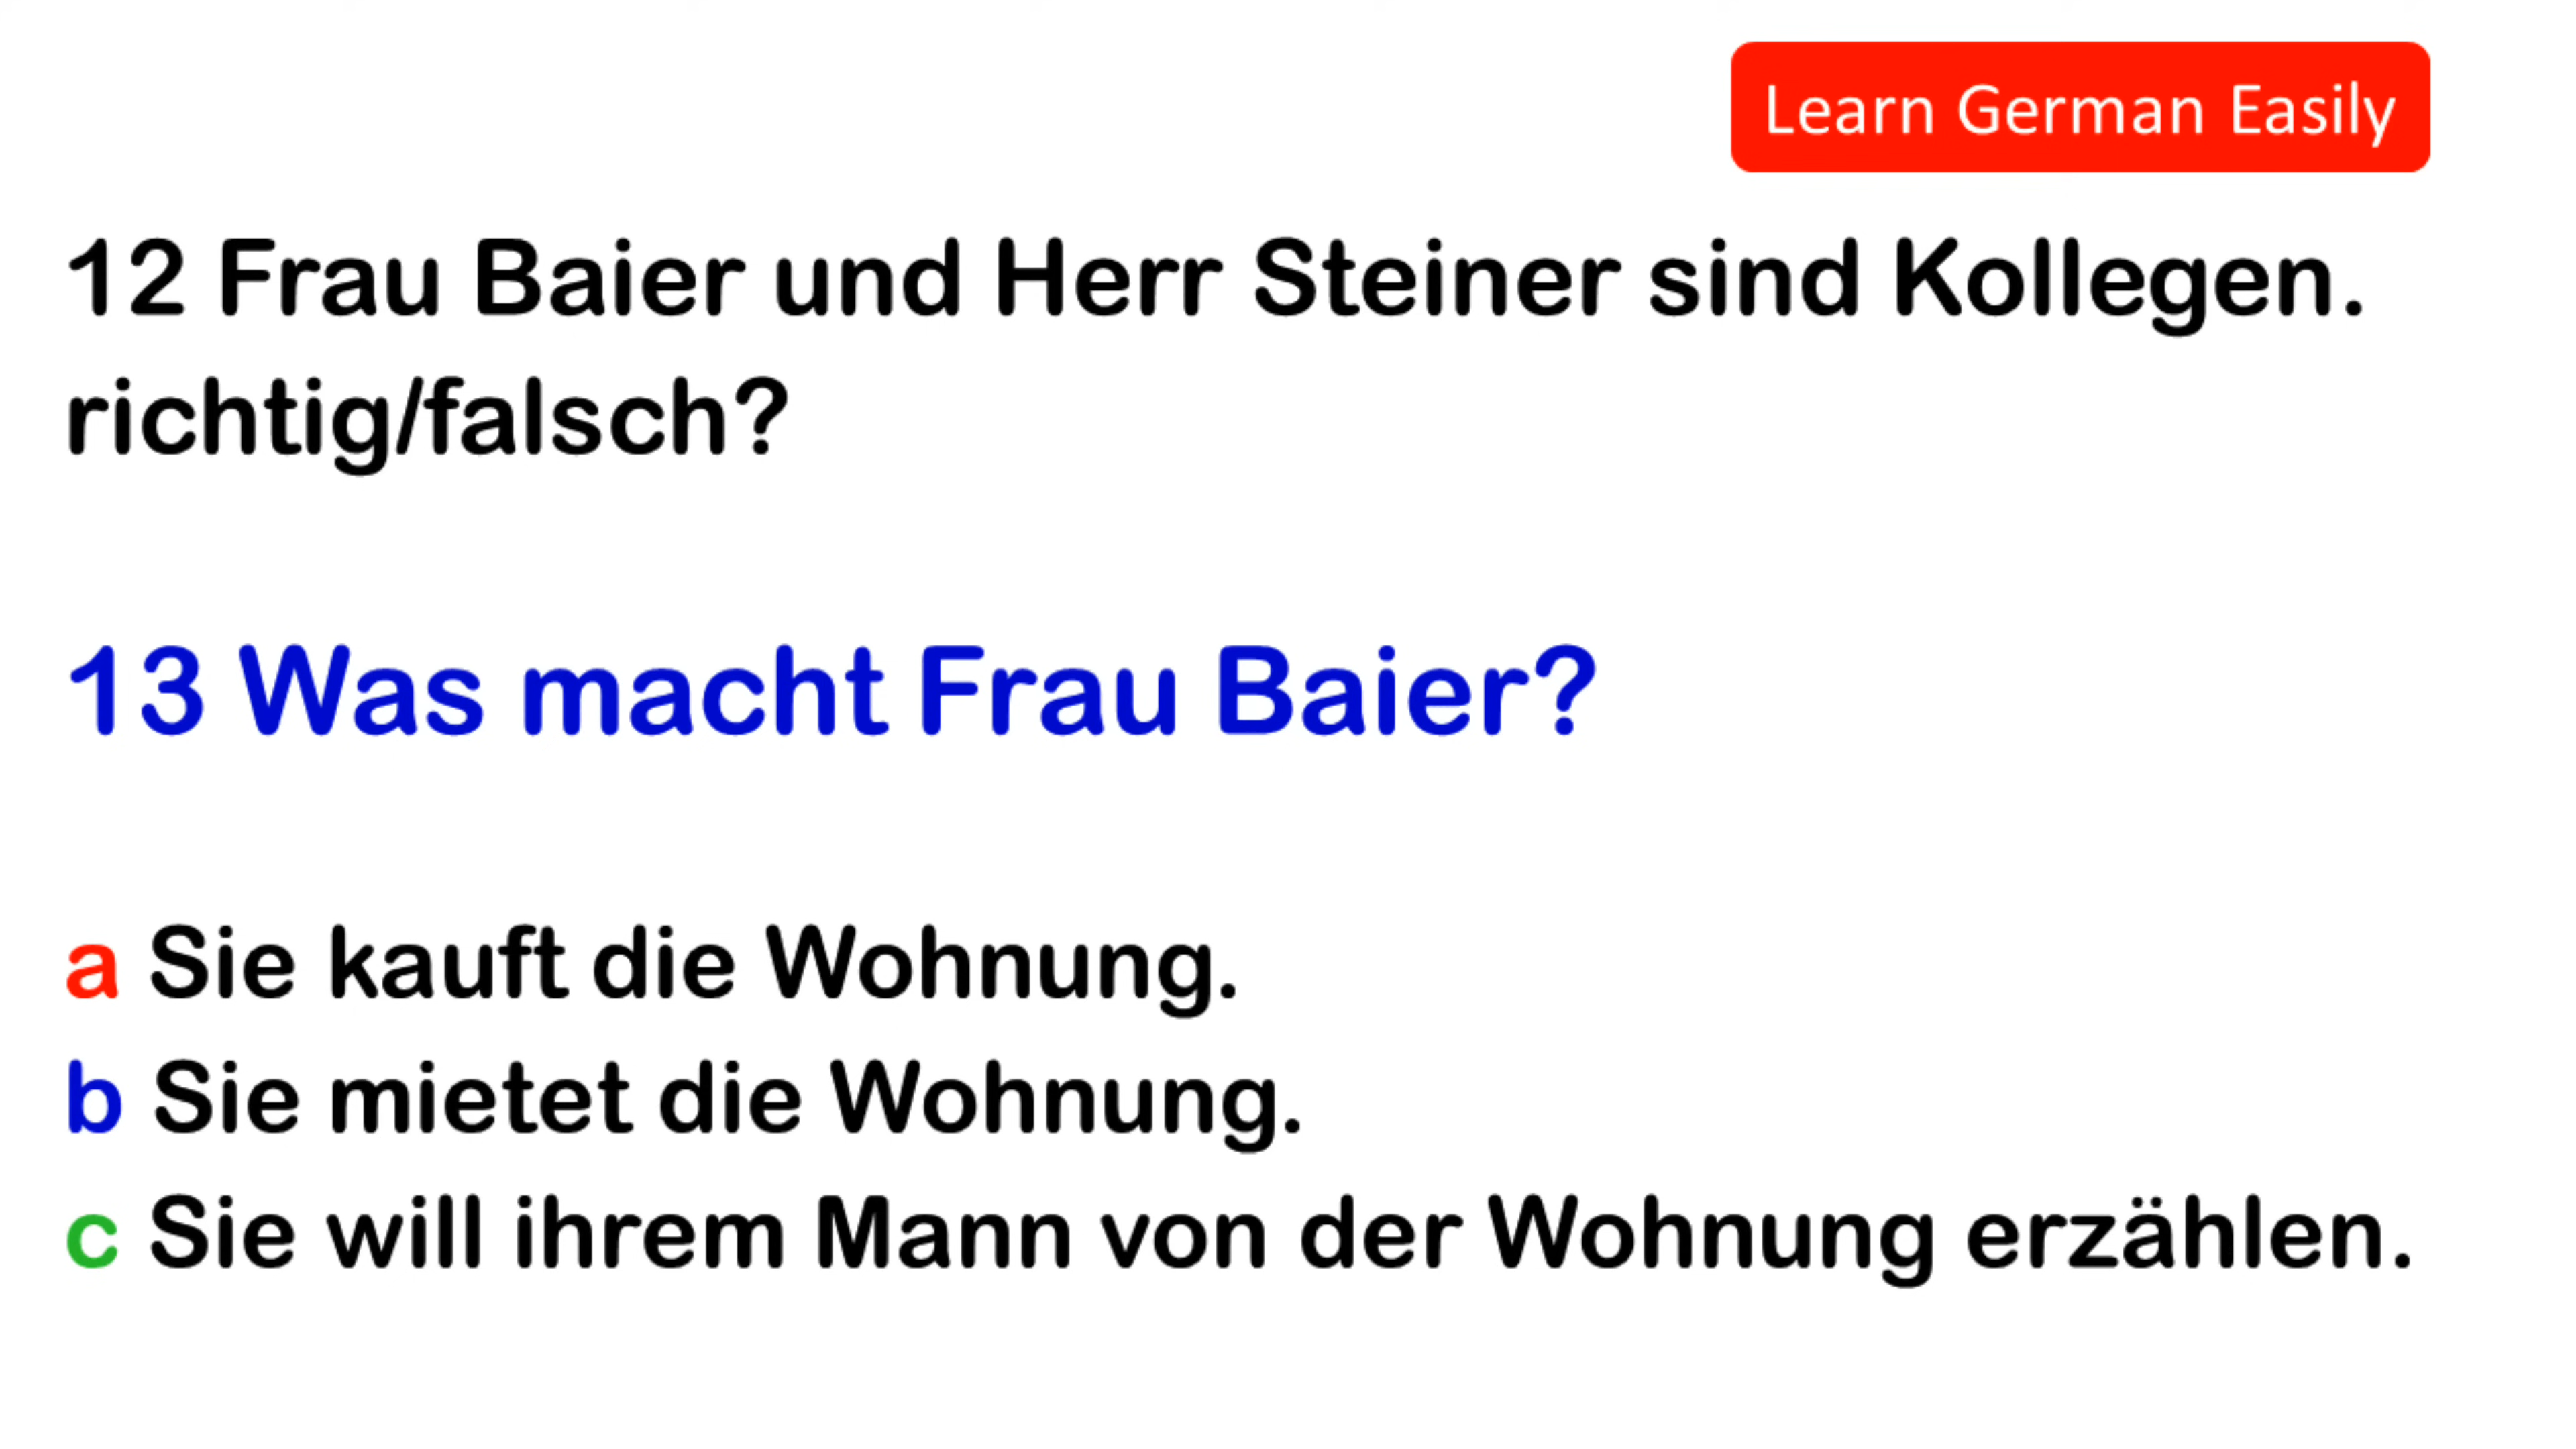 Learn German Easily
12 Frau Baier und Herr Steiner sind Kollegen.
richtig/falsch?
13 Was macht Frau Baier?
a Sie kauft die Wohnung.
b Sie mietet die Wohnung.
c Sie will ihrem Mann von der Wohnung erzählen.